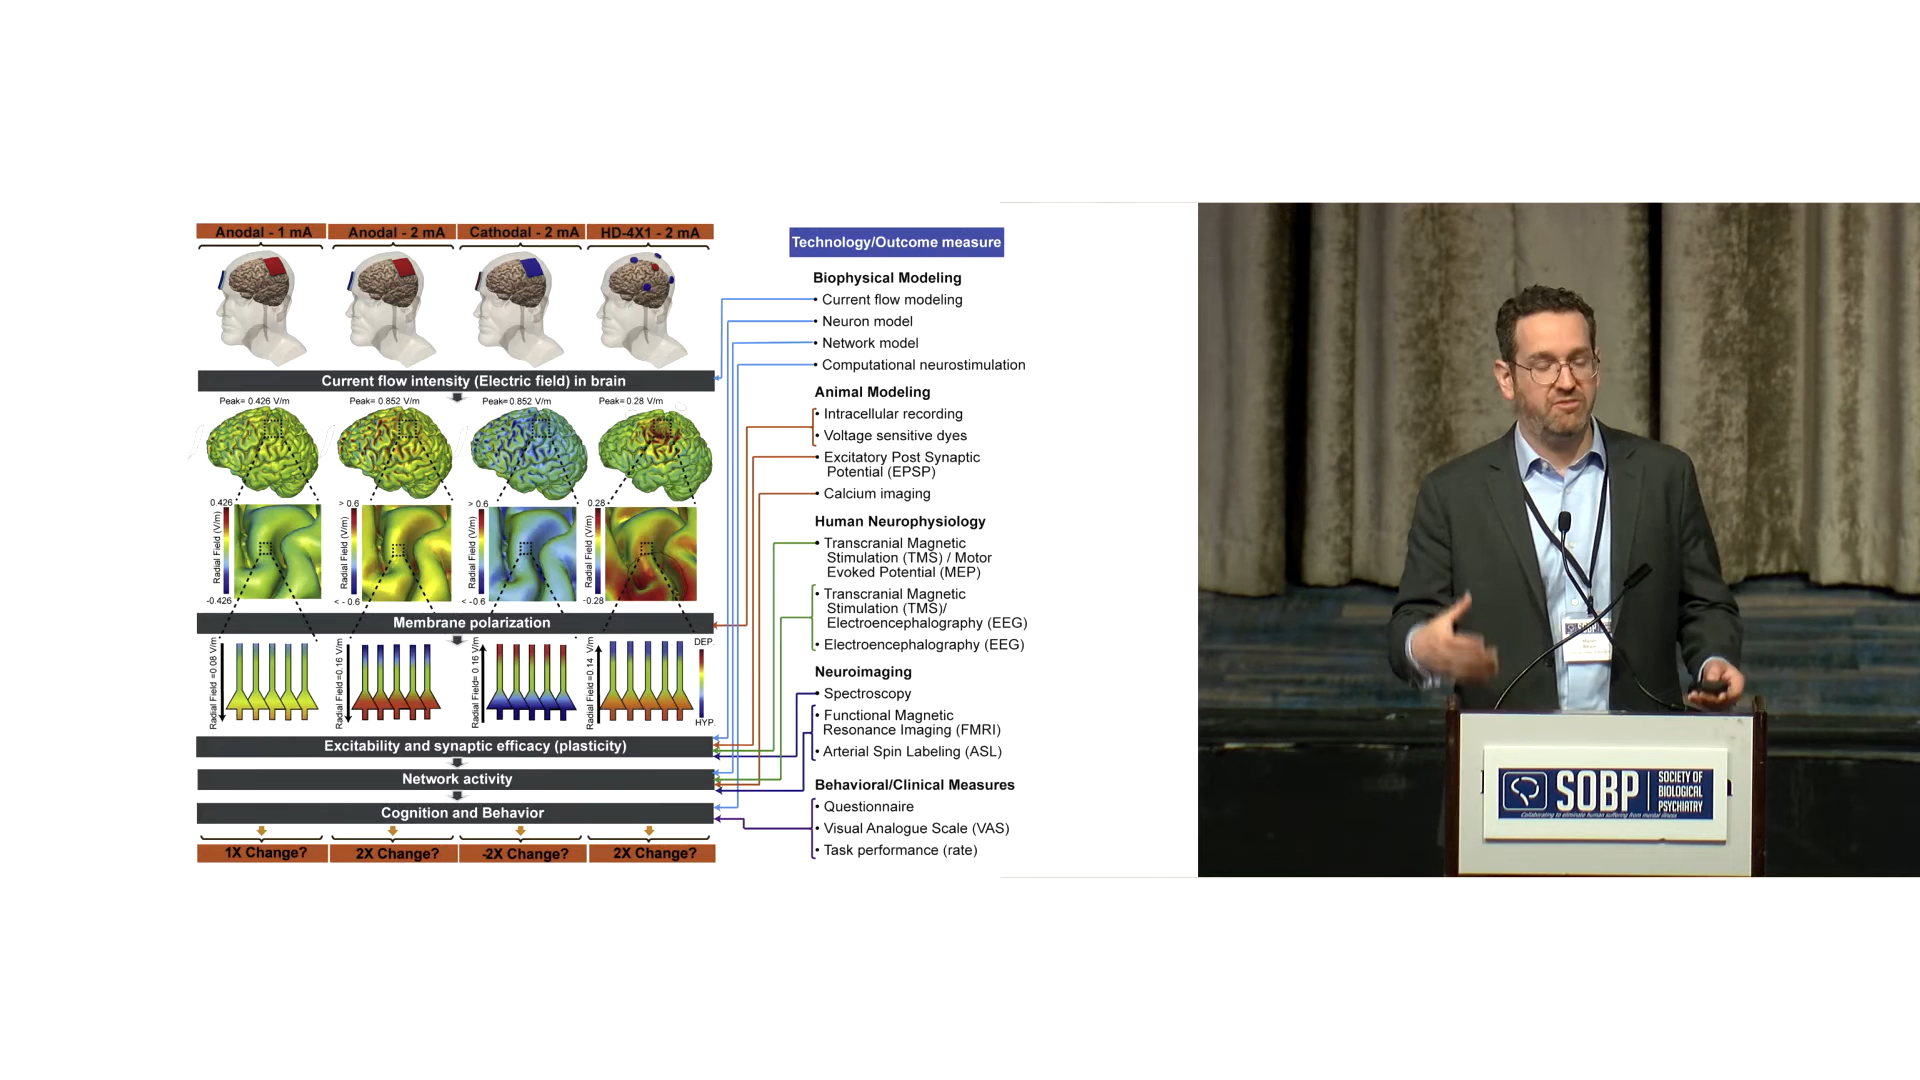 Anodal - 1 mA
Anodal - 2 mA
Cathodal - 2 mA
HD-4X1 - 2 mA
Current flow intensity (Electric field) in brain
Peak= 0.426 V/m
Peak= 0.852 V/m
Peak= 0.852 V/m
Peak= 0.28 V/m
0.426
Radial Field (V/m)
-0.426
> 0.6
Radial Field (V/m)
< - 0.6
> 0.6
Radial Field (V/m)
< -0.6
0.28
Radial Field (V/m)
-0.28
Membrane polarization
Radial Field =0.08 V/m
Radial Field =0.16 V/m
Radial Field= 0.16 V/m
Radial Field =0.14 V/m
DEP.
HYP.
Excitability and synaptic efficacy (plasticity)
Network activity
Cognition and Behavior
1X Change?
2X Change?
-2X Change?
2X Change?
Technology/Outcome measure
Biophysical Modeling
• Current flow modeling
• Neuron model
• Network model
• Computational neurostimulation
Animal Modeling
• Intracellular recording
• Voltage sensitive dyes
• Excitatory Post Synaptic
Potential (EPSP)
• Calcium imaging
Human Neurophysiology
• Transcranial Magnetic
Stimulation (TMS) / Motor
Evoked Potential (MEP)
• Transcranial Magnetic
Stimulation (TMS)/
Electroencephalography (EEG)
• Electroencephalography (EEG)
Neuroimaging
• Spectroscopy
• Functional Magnetic
Resonance Imaging (FMRI)
• Arterial Spin Labeling (ASL)
Behavioral/Clinical Measures
• Questionnaire
• Visual Analogue Scale (VAS)
• Task performance (rate)
SOBP
SOCIETY OF
BIOLOGICAL
PSYCHIATRY
Collaborating to eliminate human suffering from mental illness